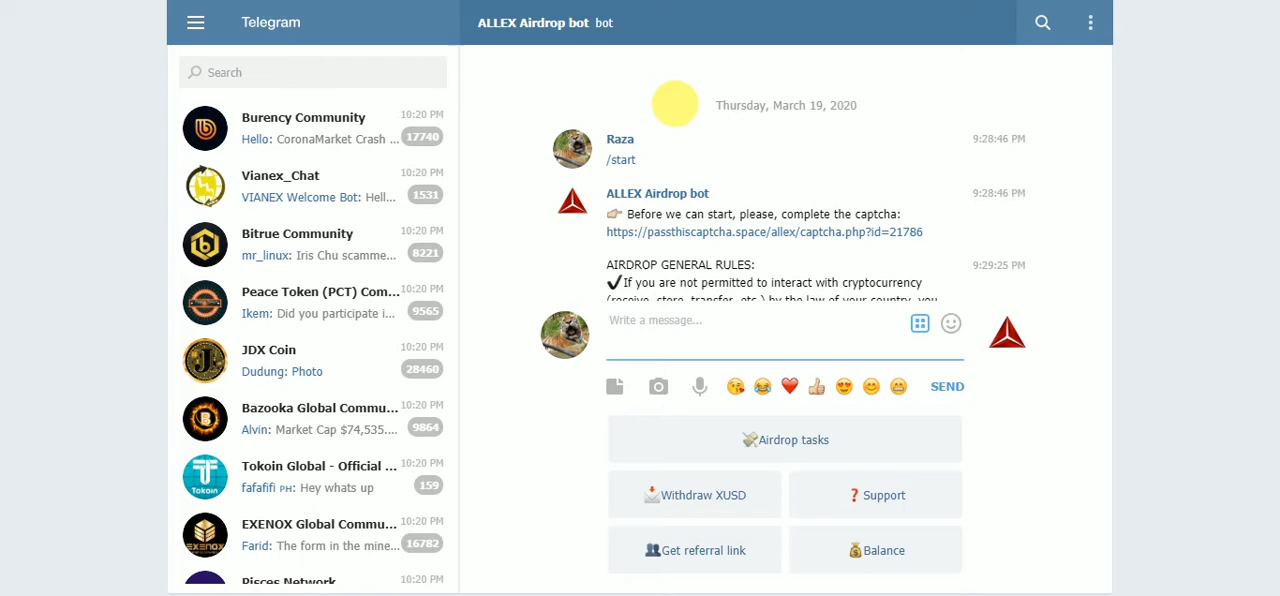 Telegram
ALLEX Airdrop bot bot
Search
Burency Community 10:20 PM
Hello: CoronaMarket Crash ... 17740
Vianex_Chat 10:20 PM
VIANEX Welcome Bot: Hell... 1531
Bitrue Community 10:20 PM
mr_linux: Iris Chu scamme... 8221
Peace Token (PCT) Com... 10:20 PM
Ikem: Did you participate i... 9565
JDX Coin 10:20 PM
Dudung: Photo 28460
Bazooka Global Commu... 10:20 PM
Alvin: Market Cap $74,535.... 9864
Tokoin Global - Official ... 10:20 PM
fafafifi PH: Hey whats up 159
Tokoin
EXENOX Global Commu... 10:20 PM
Farid: The form in the mine... 16782
EXENOX
Pisces Network 10:20 PM
Thursday, March 19, 2020
Raza 9:28:46 PM
/start
ALLEX Airdrop bot 9:28:46 PM
👉🏼 Before we can start, please, complete the captcha:
https://passthiscaptcha.space/allex/captcha.php?id=21786
AIRDROP GENERAL RULES: 9:29:25 PM
✔If you are not permitted to interact with cryptocurrency
(receive, store, transfer, etc.) by the law of your country, you
Write a message...
SEND
Airdrop tasks
Withdraw XUSD
❓ Support
Get referral link
Balance